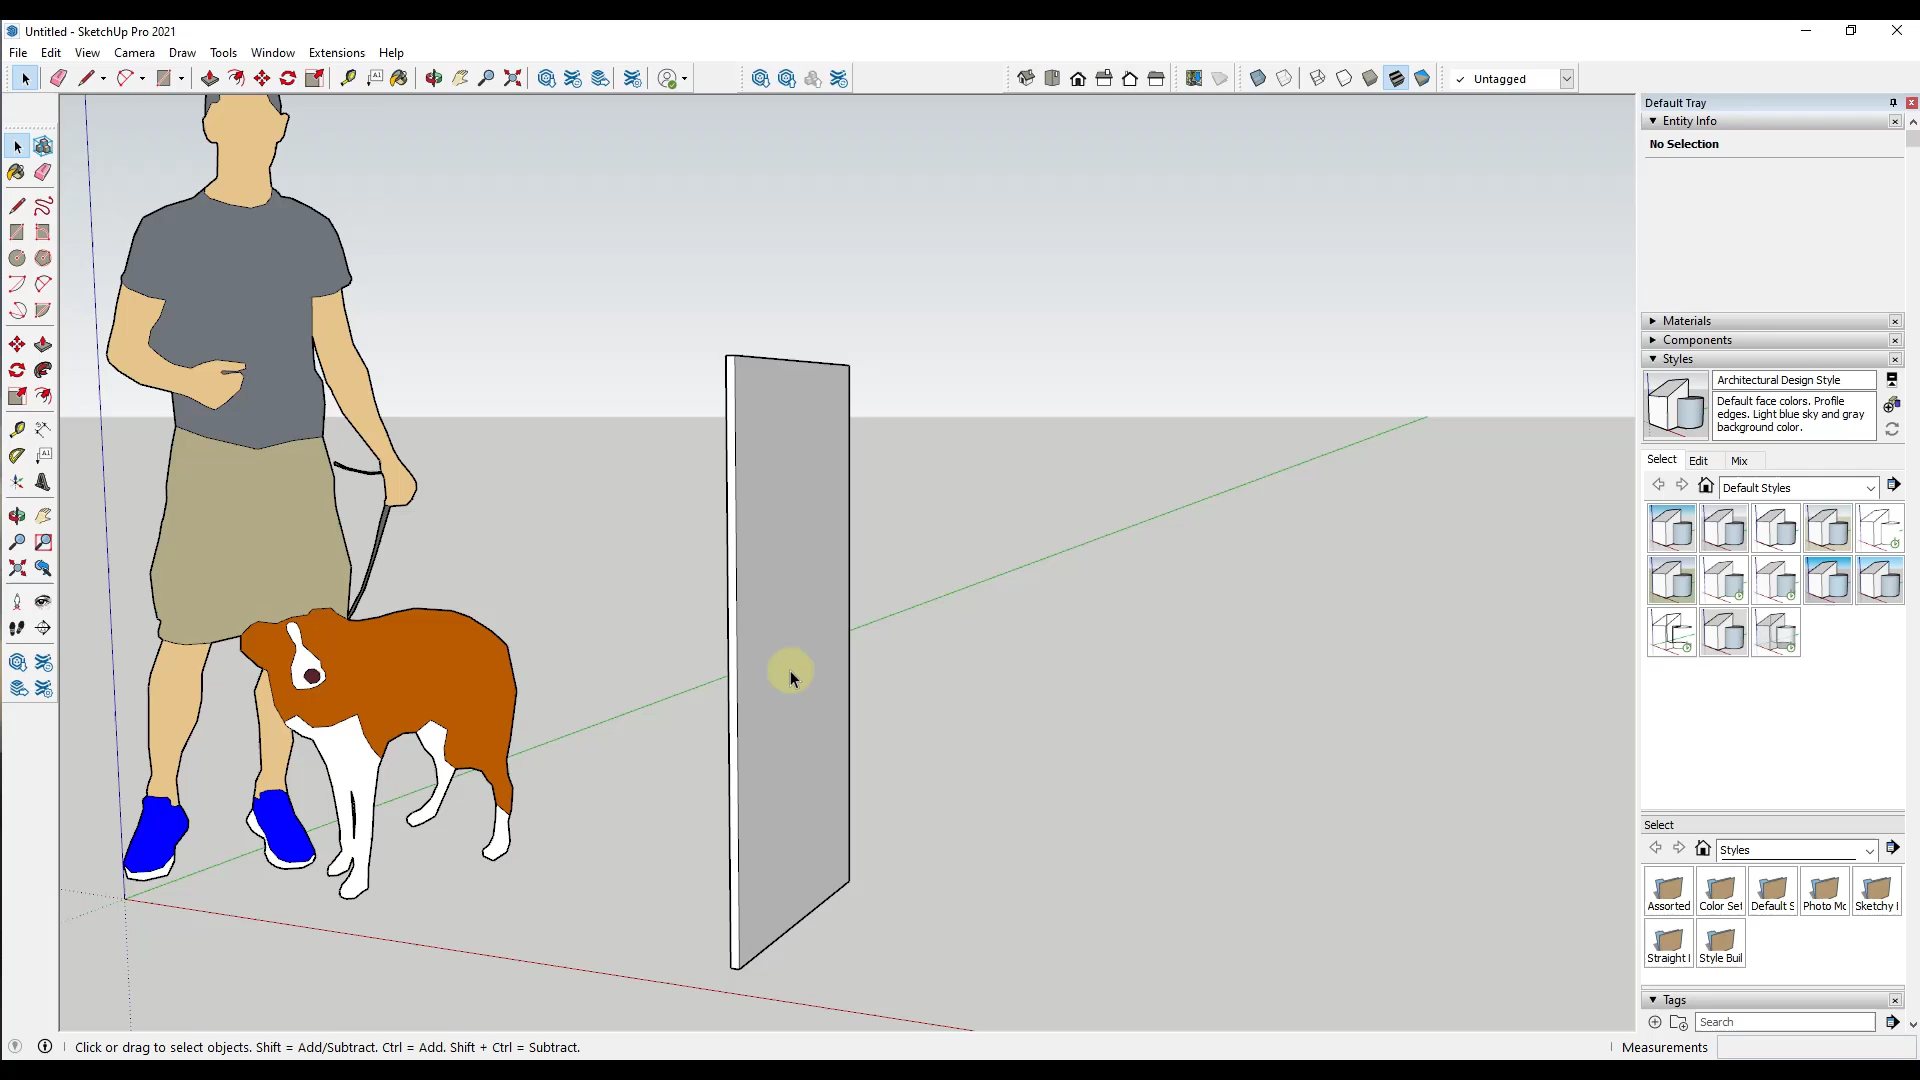 Untitled - SketchUp Pro 2021
File Edit View Camera Draw Tools Window Extensions Help
A1
✓ Untagged
Default Tray
Entity Info
No Selection
A1
Materials
Components
Styles
Architectural Design Style
Default face colors. Profile
edges. Light blue sky and gray
background color.
Select Edit Mix
Default Styles
Select
Styles
Assorted Color Set Default S Photo Mo Sketchy I
Straight I Style Buil
Tags
Search
Click or drag to select objects. Shift = Add/Subtract. Ctrl = Add. Shift + Ctrl = Subtract.
Measurements